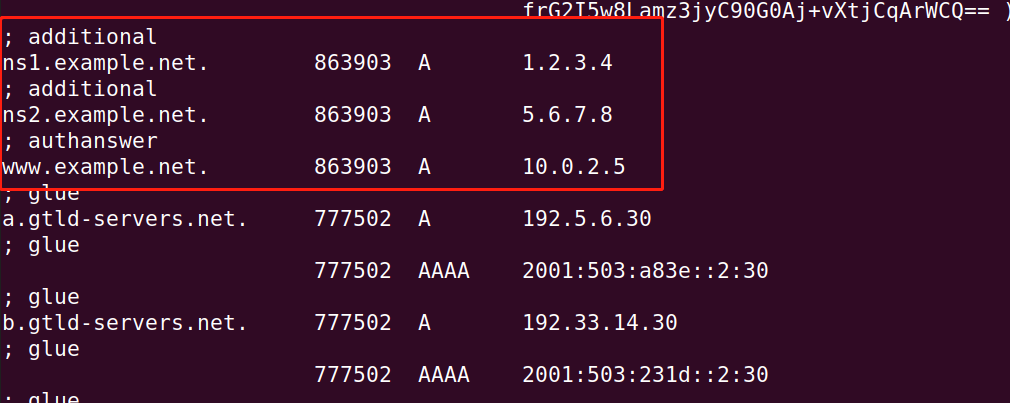 frG2I5w8Lamz3jyC90G0Aj+vXtjCqArWCQ== )
; additional
ns1.example.net. 863903 A 1.2.3.4
; additional
ns2.example.net. 863903 A 5.6.7.8
; authanswer
www.example.net. 863903 A 10.0.2.5
; glue
a.gtld-servers.net. 777502 A 192.5.6.30
; glue
777502 AAAA 2001:503:a83e::2:30
; glue
b.gtld-servers.net. 777502 A 192.33.14.30
; glue
777502 AAAA 2001:503:231d::2:30
; glue